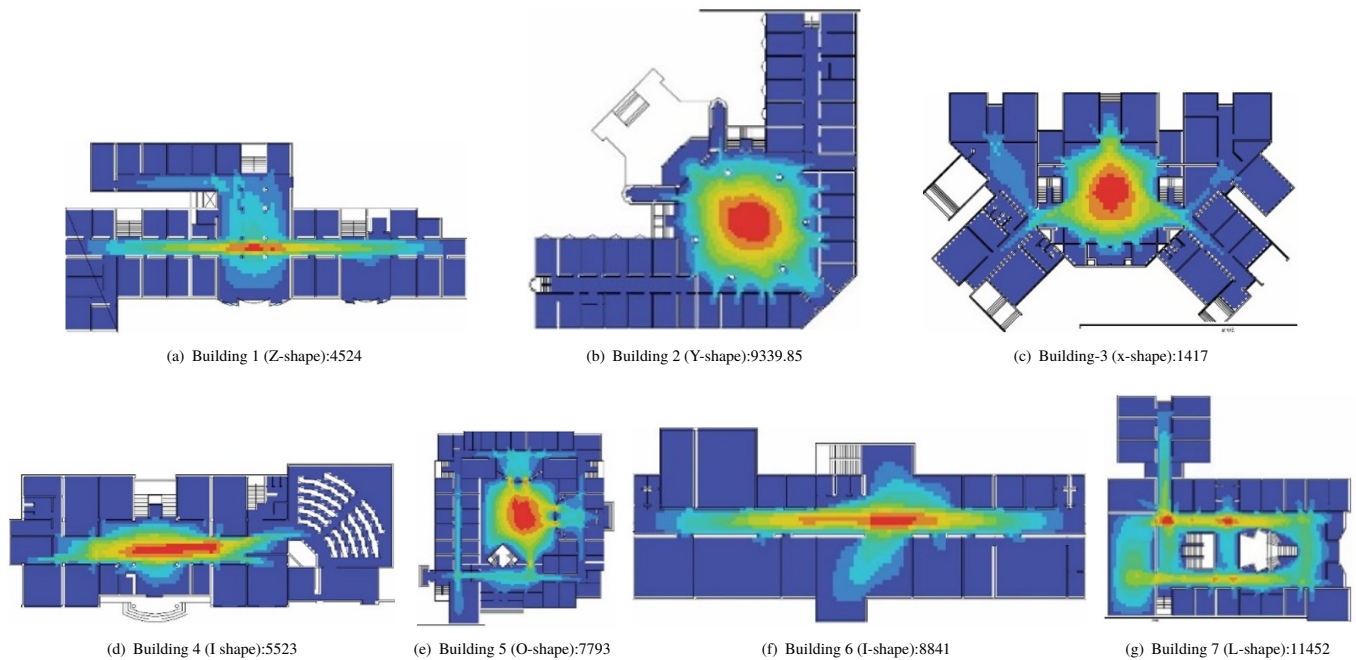 (a) Building 1 (Z-shape):4524
(b) Building 2 (Y-shape):9339.85
(c) Building-3 (x-shape):1417
(d) Building 4 (I shape):5523
(e) Building 5 (O-shape):7793
(f) Building 6 (I-shape):8841
(g) Building 7 (L-shape):11452